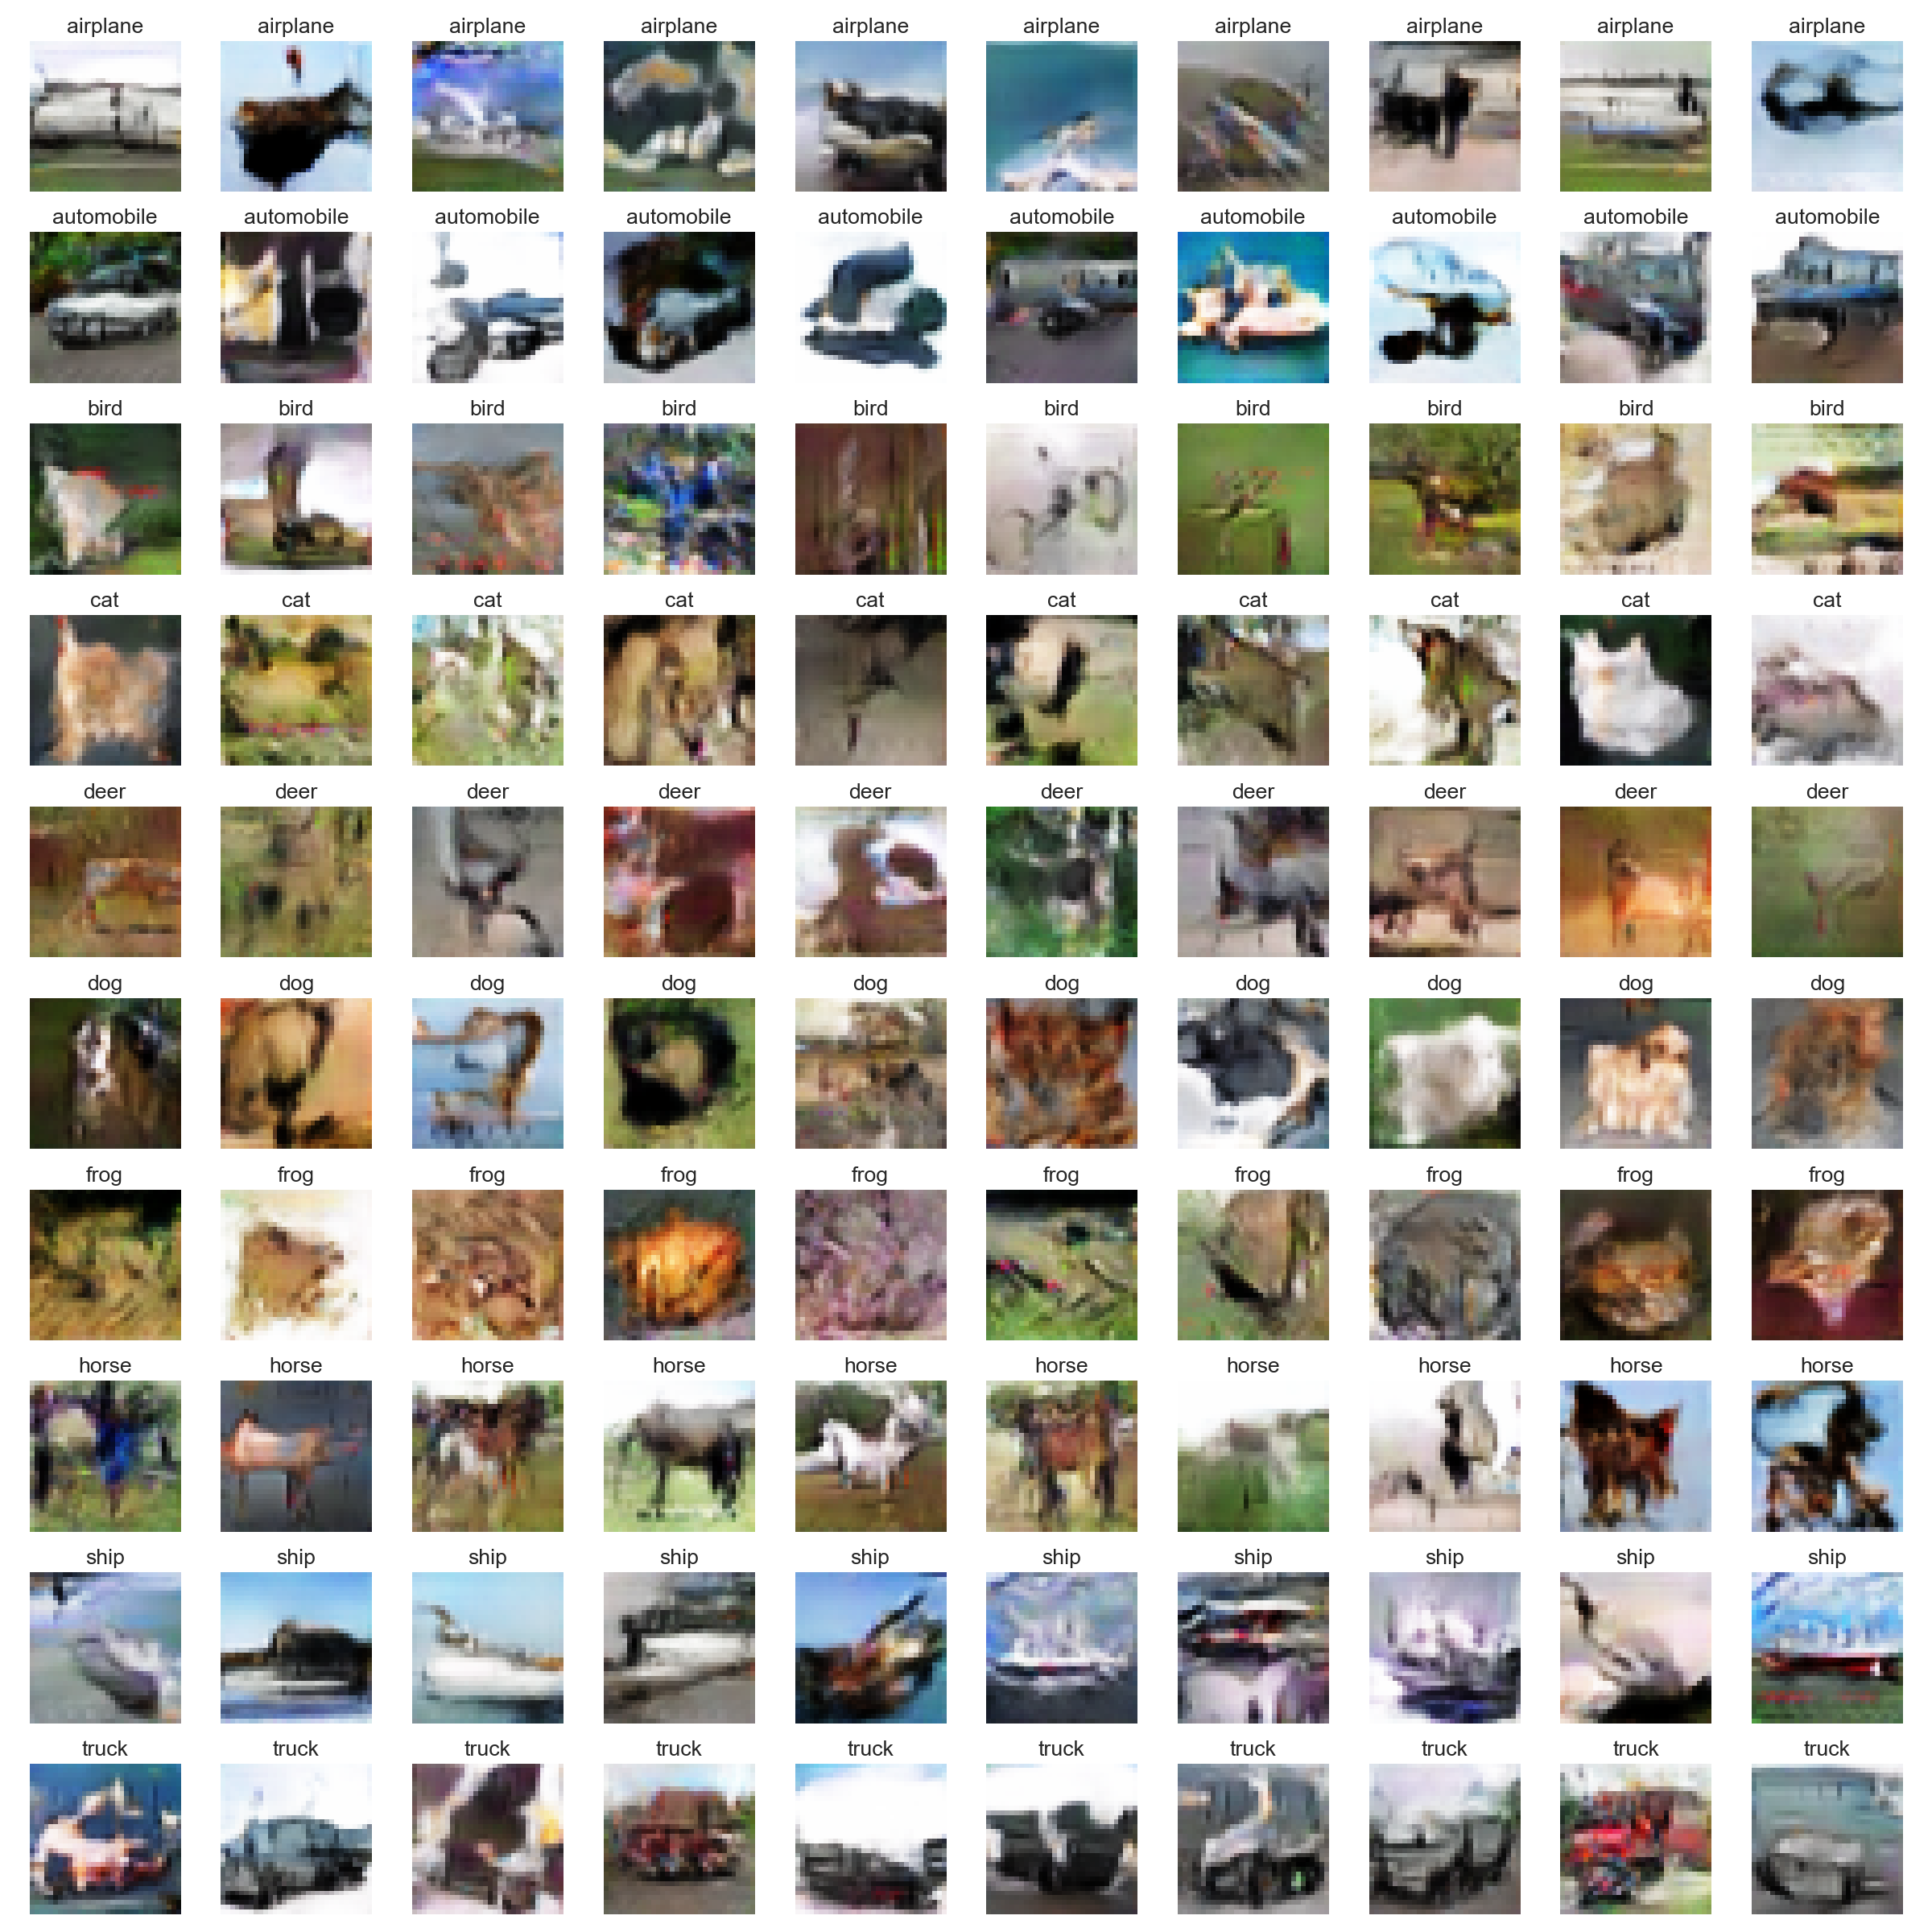 airplane airplane airplane airplane airplane airplane airplane airplane airplane airplane
automobile automobile automobile automobile automobile automobile automobile automobile automobile automobile
bird bird bird bird bird bird bird bird bird bird
cat cat cat cat cat cat cat cat cat cat
deer deer deer deer deer deer deer deer deer deer
dog dog dog dog dog dog dog dog dog dog
frog frog frog frog frog frog frog frog frog frog
horse horse horse horse horse horse horse horse horse horse
ship ship ship ship ship ship ship ship ship ship
truck truck truck truck truck truck truck truck truck truck